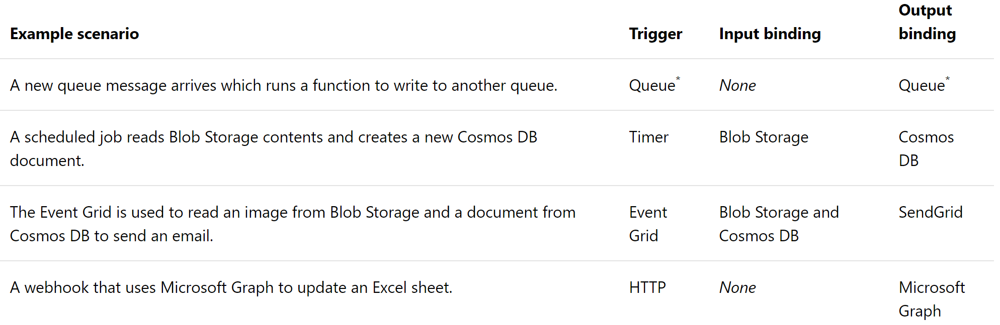 Example scenario Trigger Input binding Output binding
A new queue message arrives which runs a function to write to another queue. Queue* None Queue*
A scheduled job reads Blob Storage contents and creates a new Cosmos DB Timer Blob Storage Cosmos
document. DB
The Event Grid is used to read an image from Blob Storage and a document from Event Blob Storage and SendGrid
Cosmos DB to send an email. Grid Cosmos DB
A webhook that uses Microsoft Graph to update an Excel sheet. HTTP None Microsoft
Graph